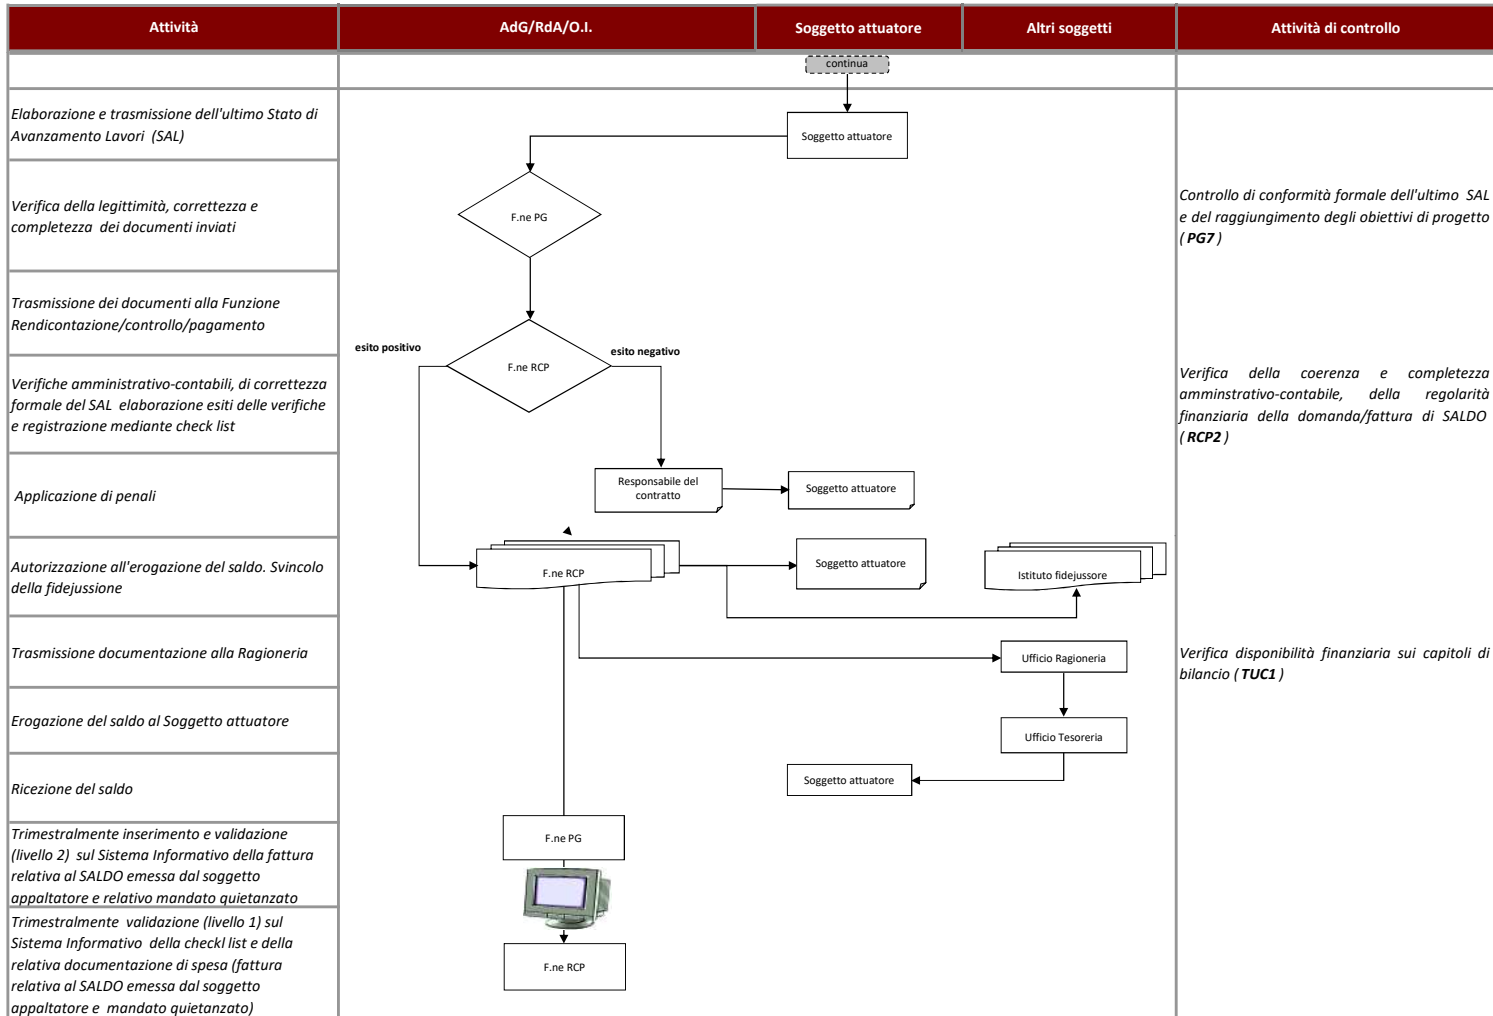 Attività
AdG/RdA/O.I.
Soggetto attuatore
Altri soggetti
Attività di controllo
continua
Elaborazione e trasmissione dell'ultimo Stato di
Avanzamento Lavori (SAL)
Soggetto attuatore
Verifica della legittimità, correttezza e
completezza dei documenti inviati
F.ne PG
Controllo di conformità formale dell'ultimo SAL
e del raggiungimento degli obiettivi di progetto
( PG7 )
Trasmissione dei documenti alla Funzione
Rendicontazione/controllo/pagamento
esito positivo
esito negativo
F.ne RCP
Verifiche amministrativo-contabili, di correttezza
formale del SAL elaborazione esiti delle verifiche
e registrazione mediante check list
Verifica della coerenza e completezza
amminstrativo-contabile, della regolarità
finanziaria della domanda/fattura di SALDO
( RCP2 )
Applicazione di penali
Responsabile del
contratto
Soggetto attuatore
Autorizzazione all'erogazione del saldo. Svincolo
della fidejussione
F.ne RCP
Soggetto attuatore
Istituto fidejussore
Trasmissione documentazione alla Ragioneria
Ufficio Ragioneria
Verifica disponibilità finanziaria sui capitoli di
bilancio ( TUC1 )
Erogazione del saldo al Soggetto attuatore
Ufficio Tesoreria
Ricezione del saldo
Soggetto attuatore
Trimestralmente inserimento e validazione
(livello 2) sul Sistema Informativo della fattura
relativa al SALDO emessa dal soggetto
appaltatore e relativo mandato quietanzato
F.ne PG
Trimestralmente validazione (livello 1) sul
Sistema Informativo della checkl list e della
relativa documentazione di spesa (fattura
relativa al SALDO emessa dal soggetto
appaltatore e mandato quietanzato)
F.ne RCP